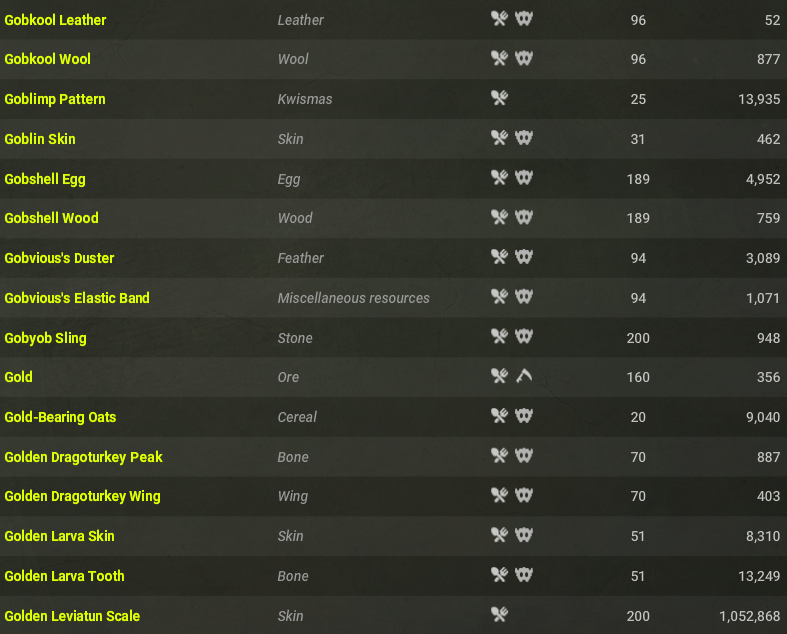 Gobkool Leather Leather 96 52
Gobkool Wool Wool 96 877
Goblimp Pattern Kwismas 25 13,935
Goblin Skin Skin 31 462
Gobshell Egg Egg 189 4,952
Gobshell Wood Wood 189 759
Gobvious's Duster Feather 94 3,089
Gobvious's Elastic Band Miscellaneous resources 94 1,071
Gobyob Sling Stone 200 948
Gold Ore 160 356
Gold-Bearing Oats Cereal 20 9,040
Golden Dragoturkey Peak Bone 70 887
Golden Dragoturkey Wing Wing 70 403
Golden Larva Skin Skin 51 8,310
Golden Larva Tooth Bone 51 13,249
Golden Leviatun Scale Skin 200 1,052,868